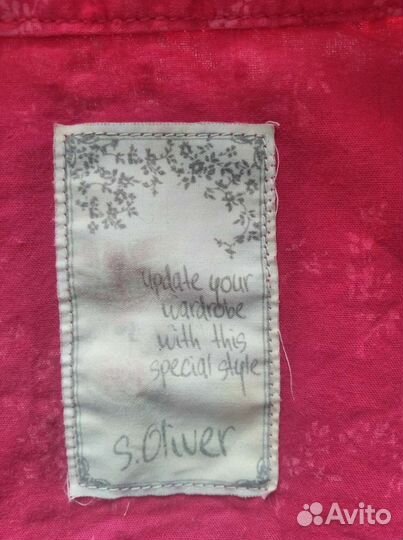 update your
wardrobe
with this
special style
s.Oliver
Avito